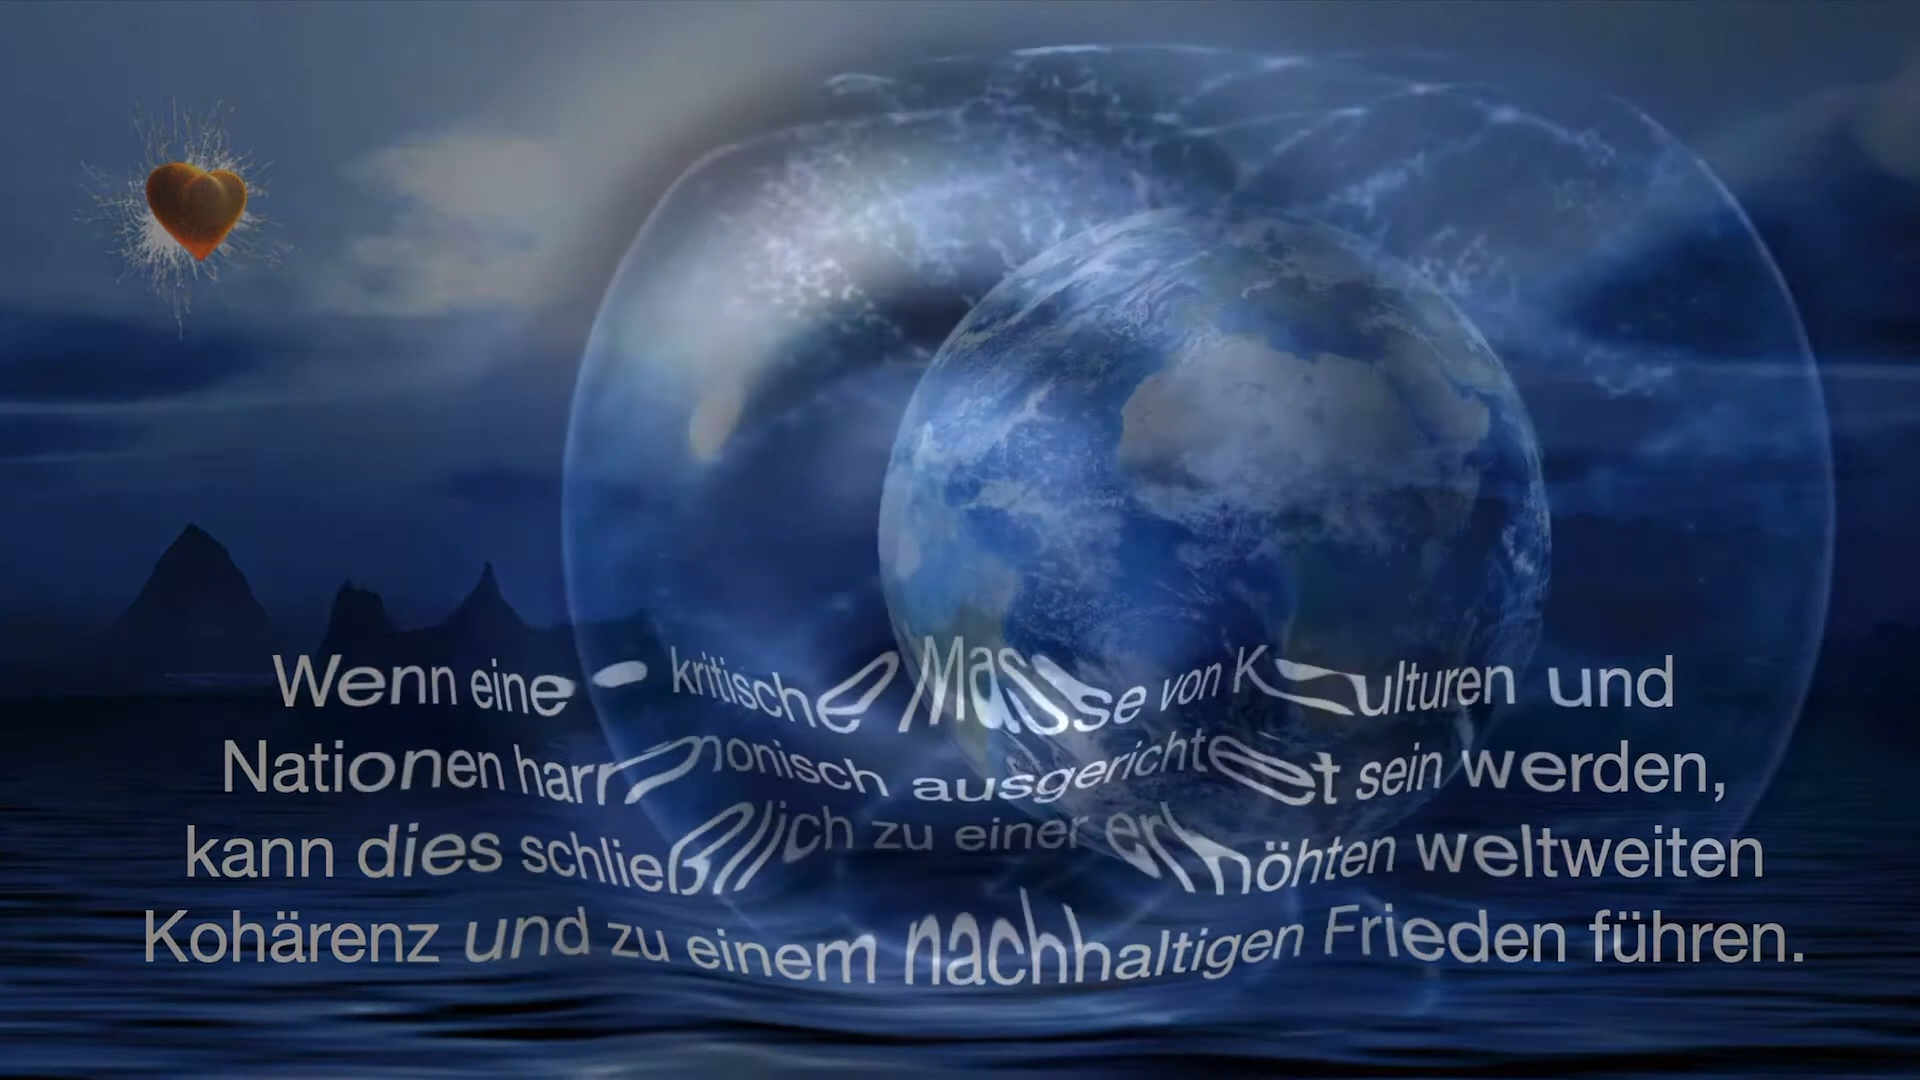 Wenn eine kritische Masse von Kulturen und
Nationen harmonisch ausgerichtet sein werden,
kann dies schließlich zu einer erhöhten weltweiten
Kohärenz und zu einem nachhaltigen Frieden führen.